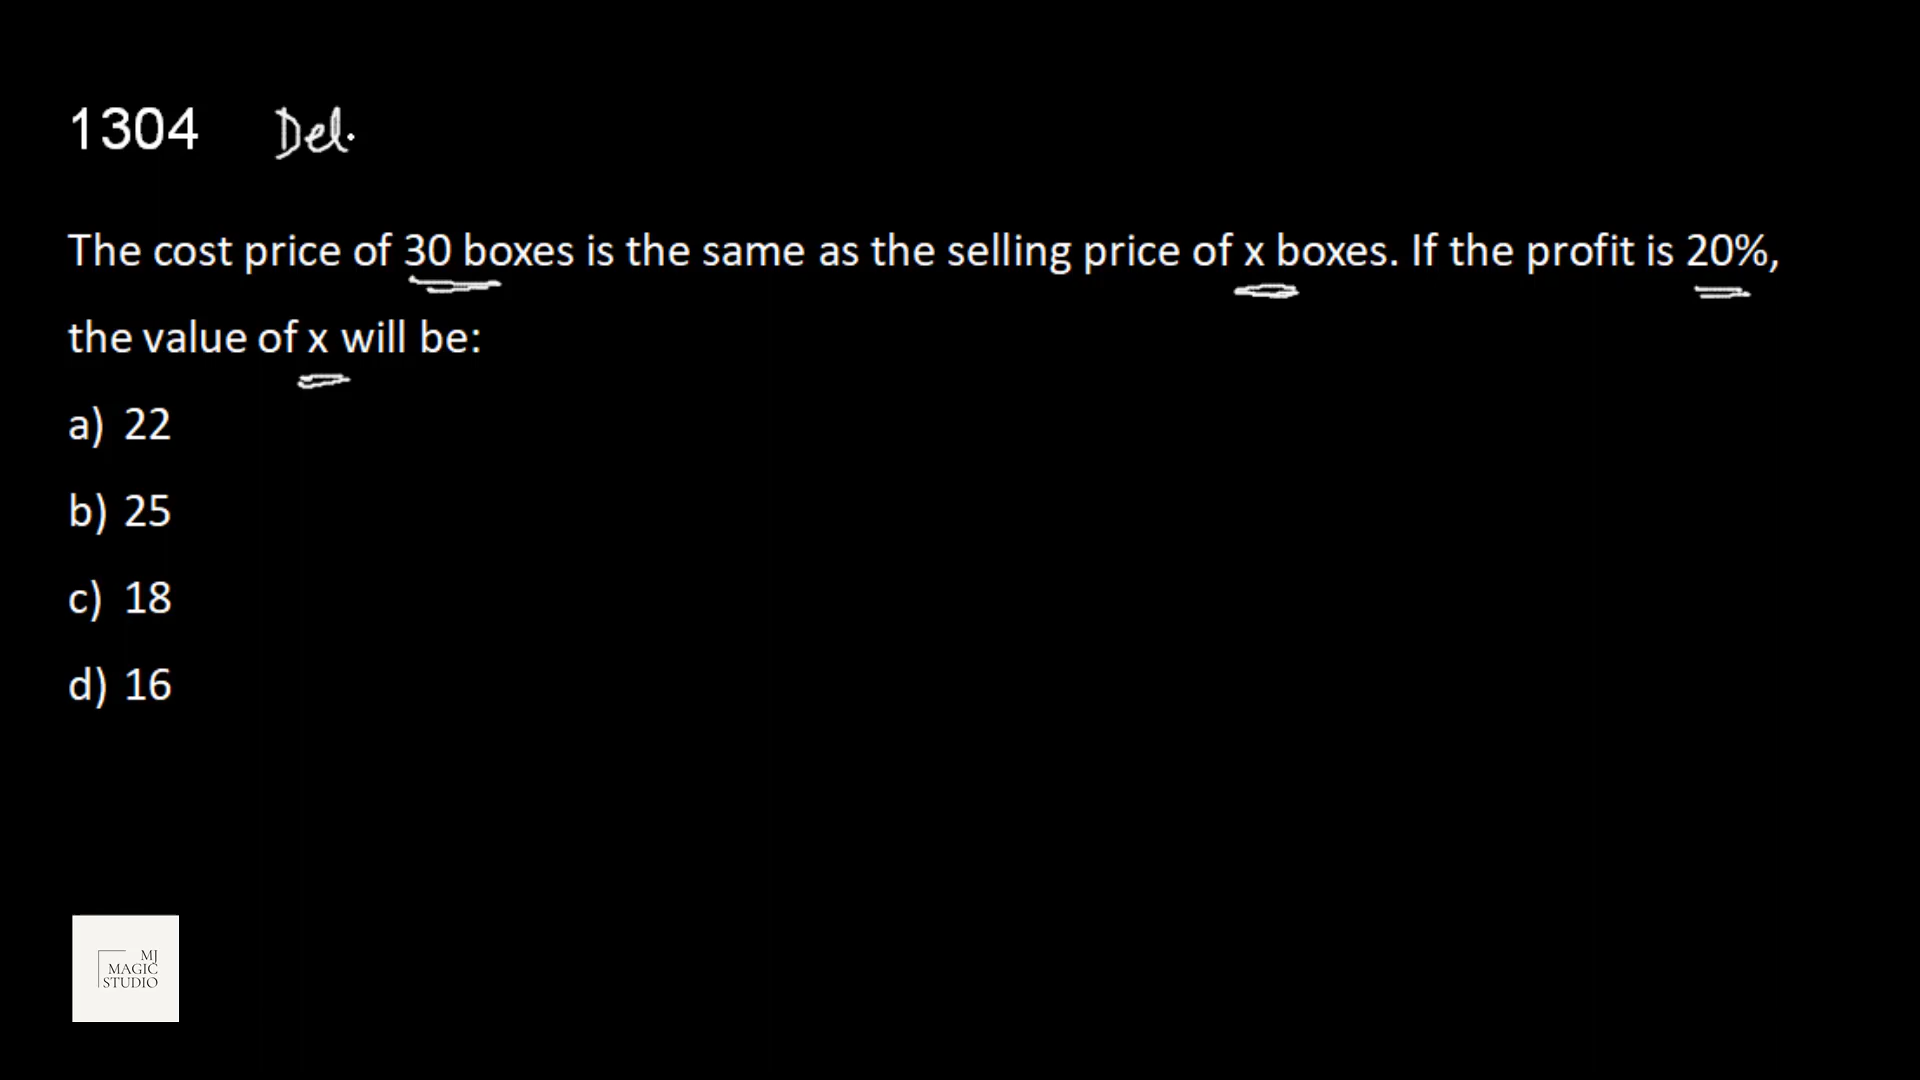 1304 Del.
The cost price of 30 boxes is the same as the selling price of x boxes. If the profit is 20%,
the value of x will be:
a) 22
b) 25
c) 18
d) 16
MJ
MAGIC
STUDIO